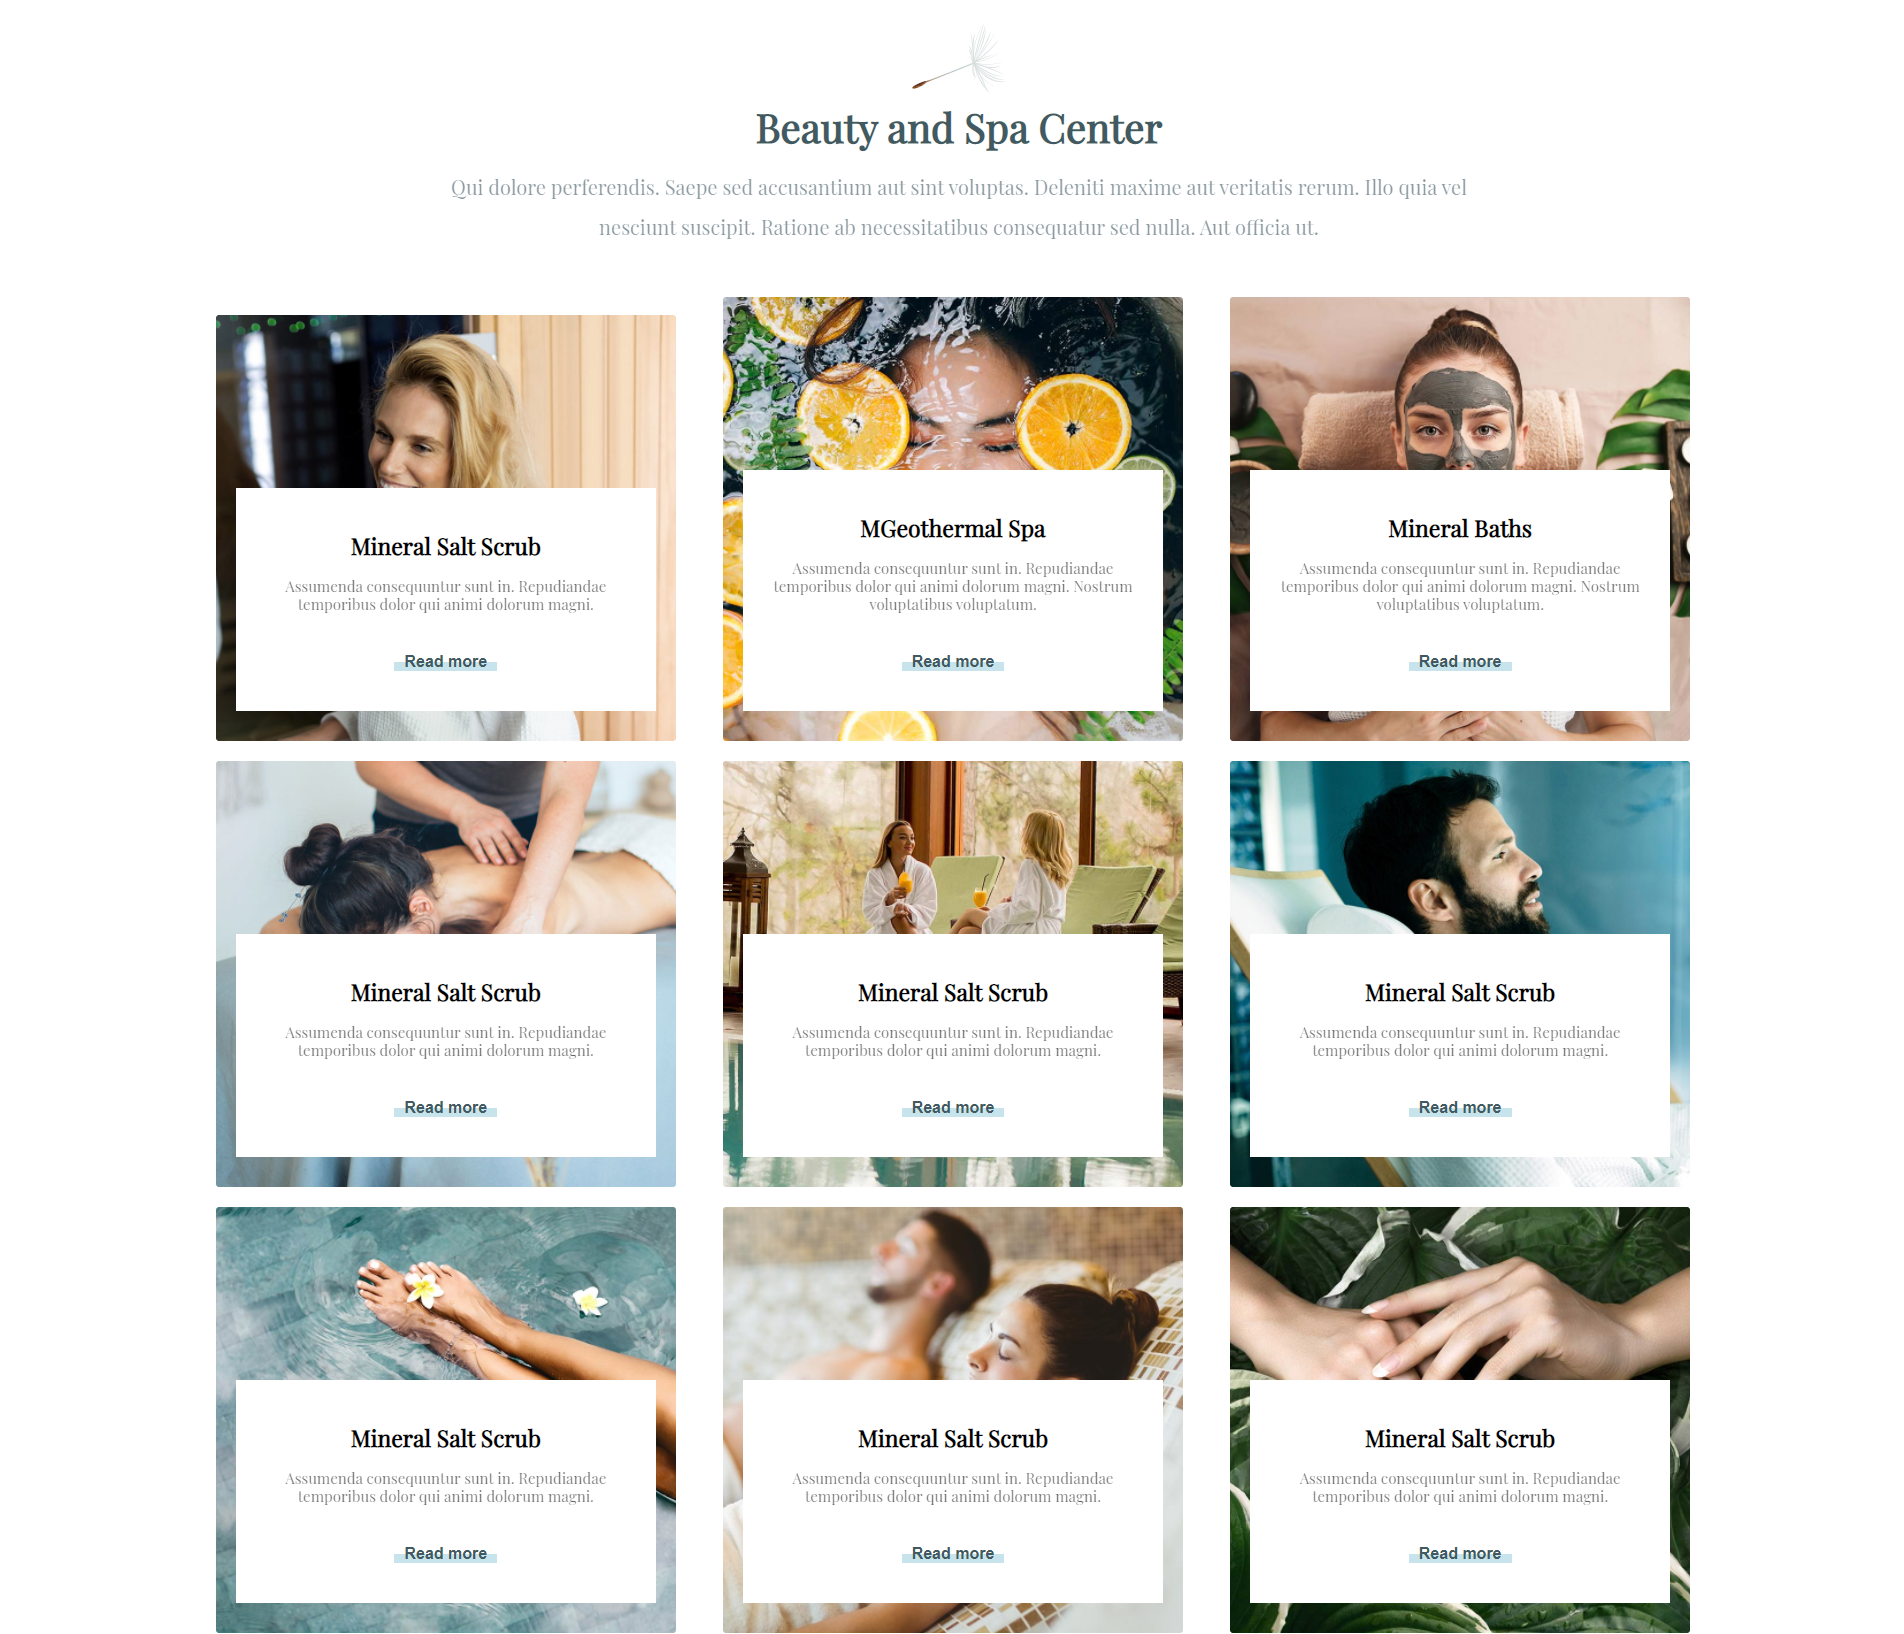 Beauty and Spa Center
Qui dolore perferendis. Saepe sed accusantium aut sint voluptas. Deleniti maxime aut veritatis rerum. Illo quia vel
nesciunt suscipit. Ratione ab necessitatibus consequatur sed nulla. Aut officia ut.
Mineral Salt Scrub
Assumenda consequuntur sunt in. Repudiandae
temporibus dolor qui animi dolorum magni.
Read more
MGeothermal Spa
Assumenda consequuntur sunt in. Repudiandae
temporibus dolor qui animi dolorum magni. Nostrum
voluptatibus voluptatum.
Read more
Mineral Baths
Assumenda consequuntur sunt in. Repudiandae
temporibus dolor qui animi dolorum magni. Nostrum
voluptatibus voluptatum.
Read more
Mineral Salt Scrub
Assumenda consequuntur sunt in. Repudiandae
temporibus dolor qui animi dolorum magni.
Read more
Mineral Salt Scrub
Assumenda consequuntur sunt in. Repudiandae
temporibus dolor qui animi dolorum magni.
Read more
Mineral Salt Scrub
Assumenda consequuntur sunt in. Repudiandae
temporibus dolor qui animi dolorum magni.
Read more
Mineral Salt Scrub
Assumenda consequuntur sunt in. Repudiandae
temporibus dolor qui animi dolorum magni.
Read more
Mineral Salt Scrub
Assumenda consequuntur sunt in. Repudiandae
temporibus dolor qui animi dolorum magni.
Read more
Mineral Salt Scrub
Assumenda consequuntur sunt in. Repudiandae
temporibus dolor qui animi dolorum magni.
Read more